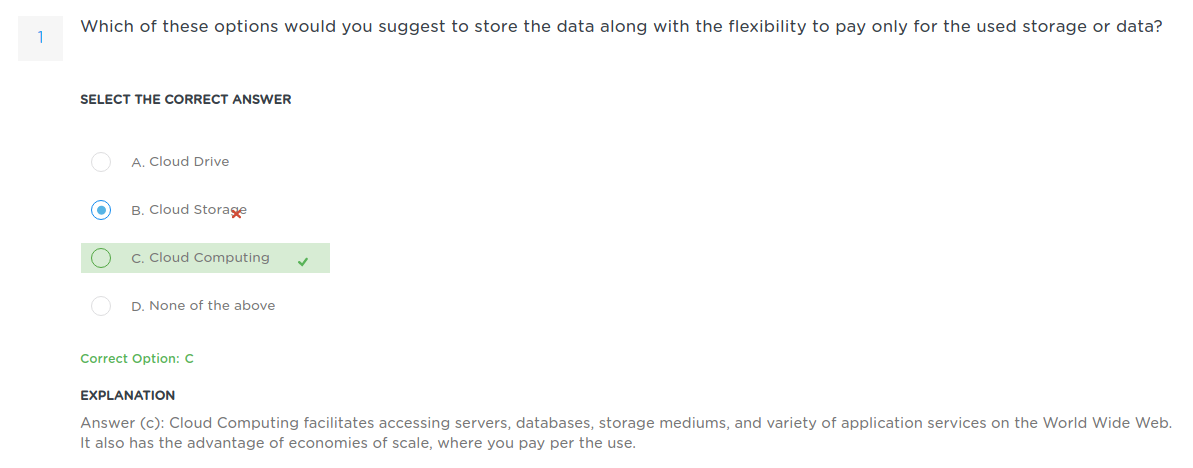 1
Which of these options would you suggest to store the data along with the flexibility to pay only for the used storage or data?
SELECT THE CORRECT ANSWER
A. Cloud Drive
B. Cloud Storage
C. Cloud Computing
D. None of the above
Correct Option: C
EXPLANATION
Answer (c): Cloud Computing facilitates accessing servers, databases, storage mediums, and variety of application services on the World Wide Web.
It also has the advantage of economies of scale, where you pay per the use.